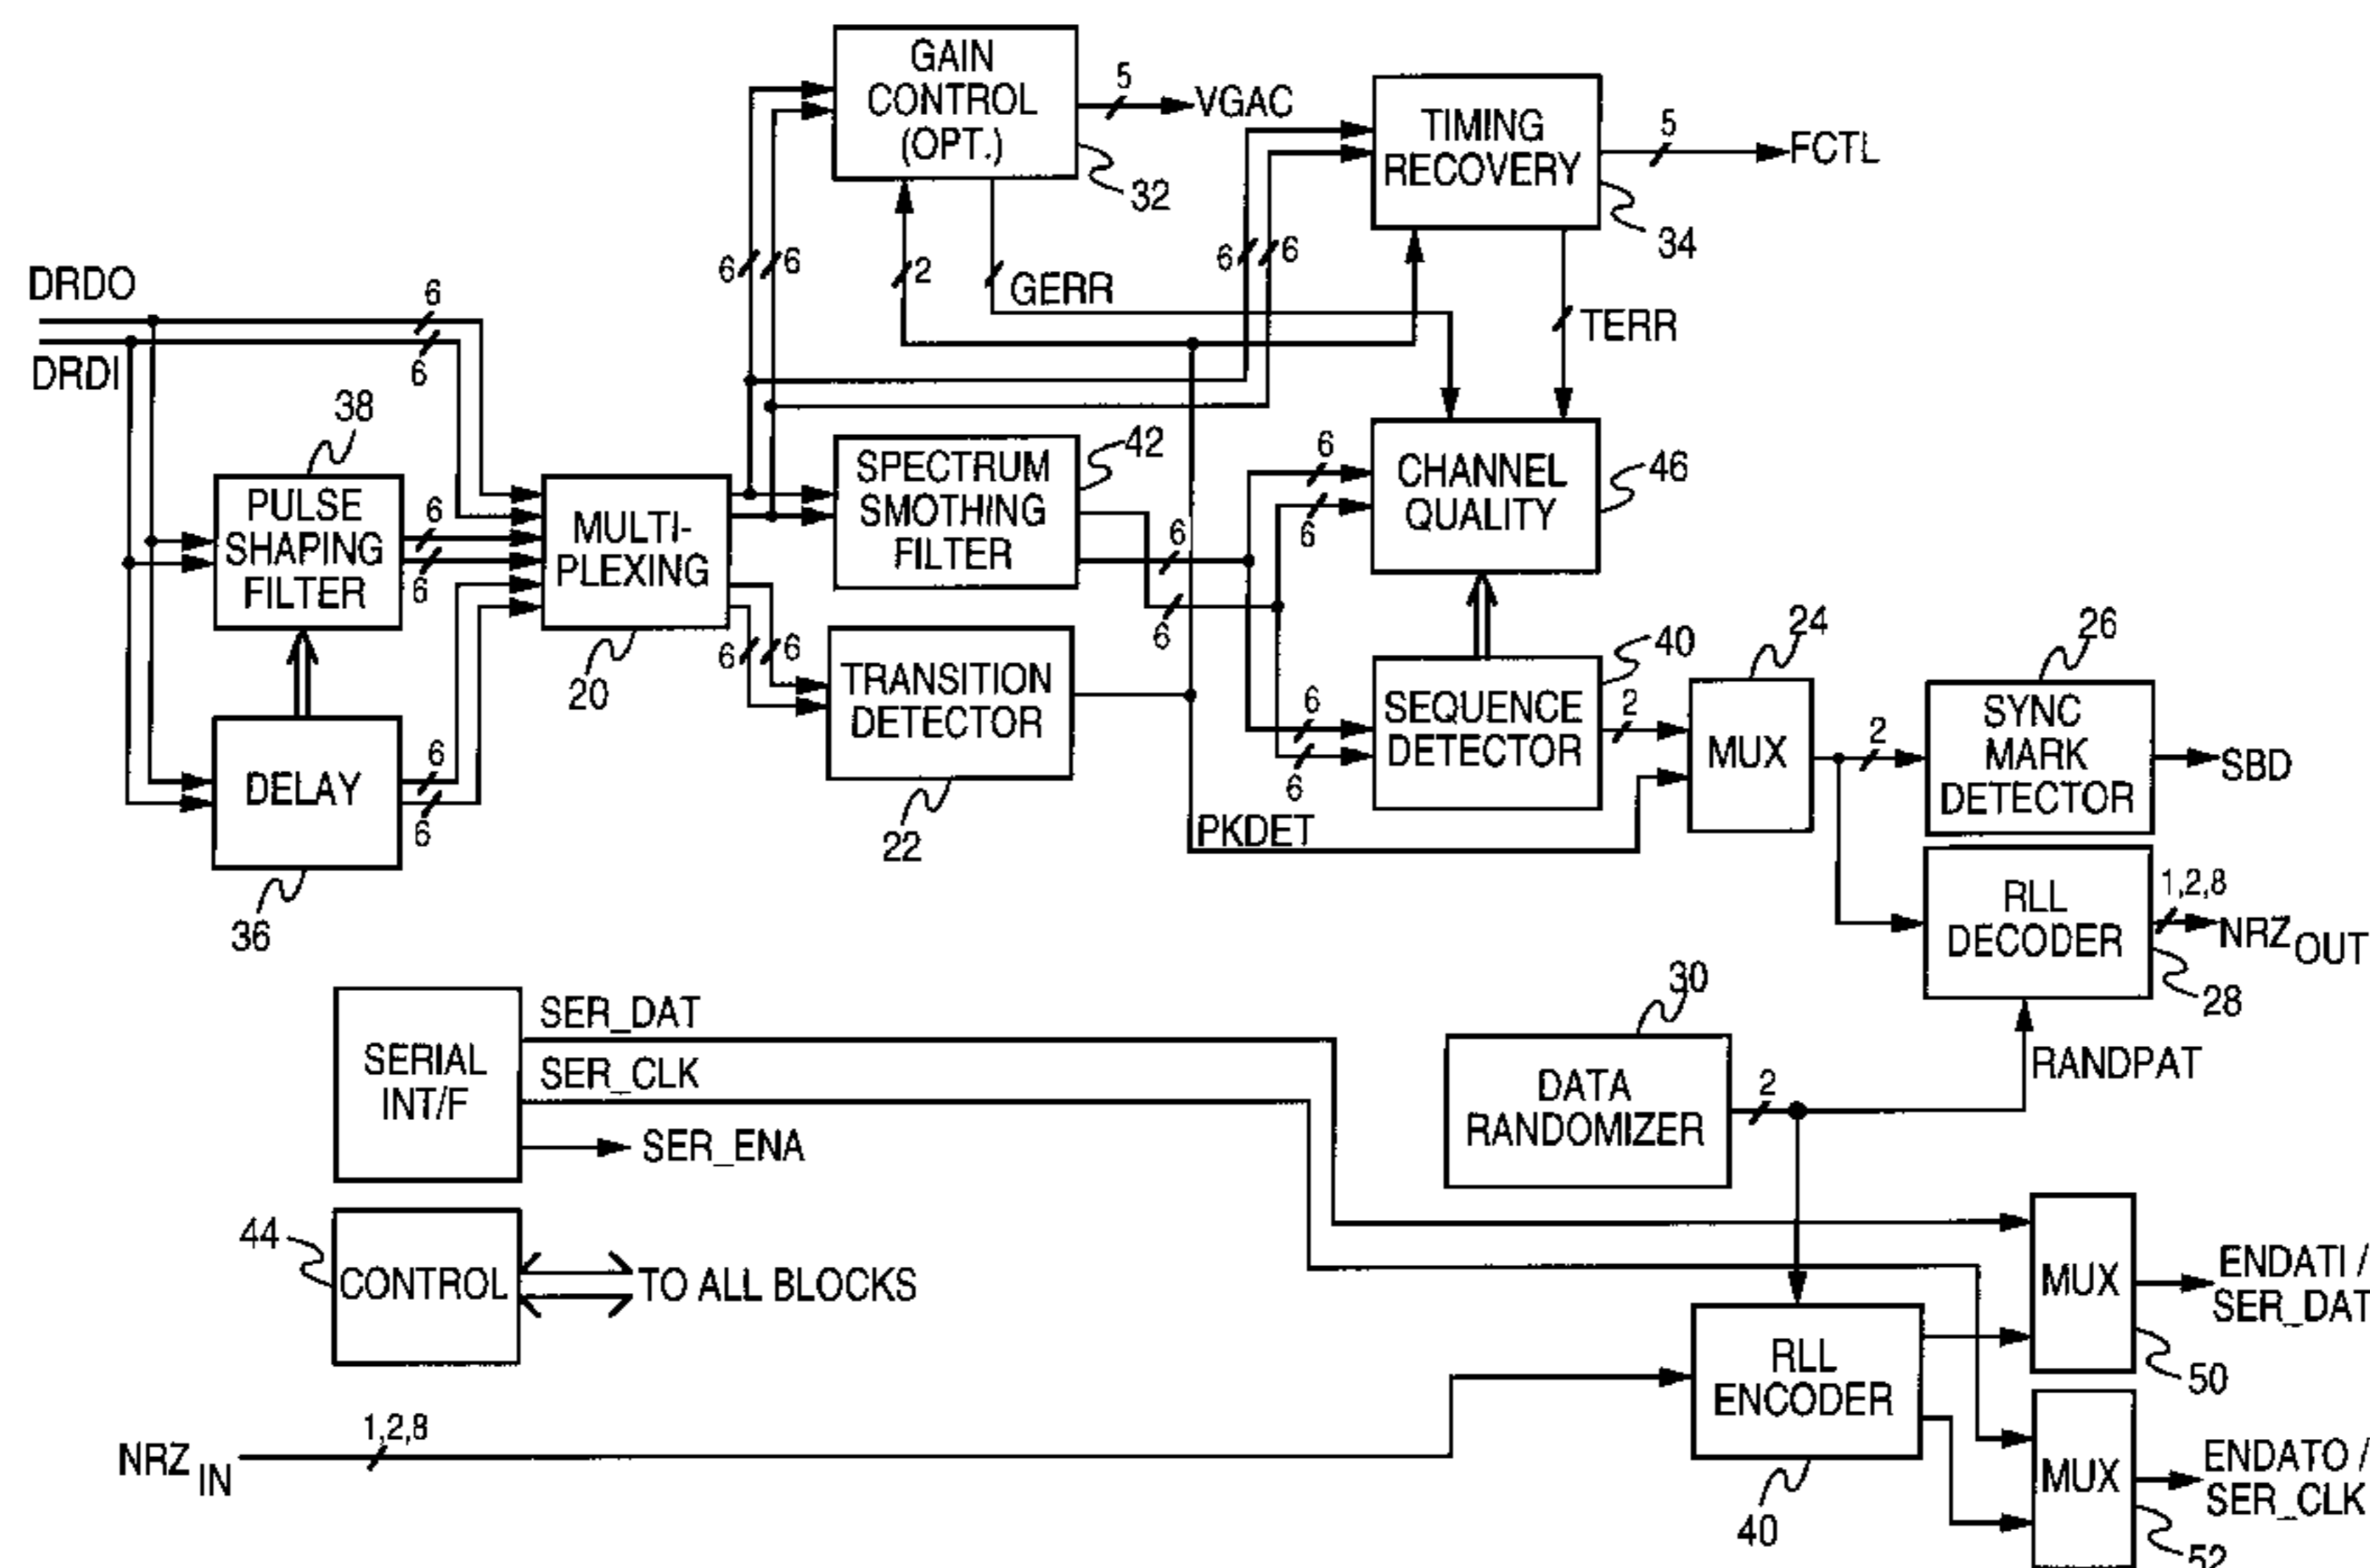 GAIN
CONTROL
(OPT.)
5
VGAC
32
TIMING
RECOVERY
5
FCTL
34
6
6
2
GERR
6
6
TERR
DRDO
6
DRDI
6
38
PULSE
SHAPING
FILTER
6
6
MULTI-
PLEXING
20
SPECTRUM
SMOTHING
FILTER
42
6
6
6
6
CHANNEL
QUALITY
46
6
6
TRANSITION
DETECTOR
22
DELAY
6
6
36
6
6
SEQUENCE
DETECTOR
40
2
PKDET
24
MUX
2
26
SYNC
MARK
DETECTOR
SBD
RLL
DECODER
1,2,8
NRZ OUT
28
RANDPAT
30
DATA
RANDOMIZER
2
SERIAL
INT/F
SER_DAT
SER_CLK
SER_ENA
44
CONTROL
TO ALL BLOCKS
NRZ IN
1,2,8
RLL
ENCODER
40
MUX
ENDATI /
SER_DAT
50
MUX
ENDATO /
SER_CLK
52